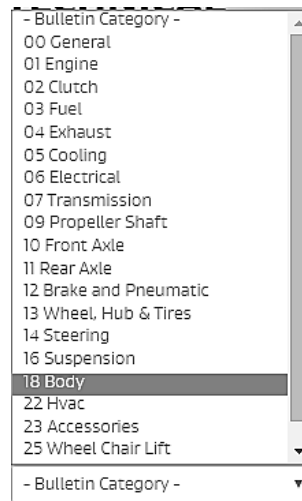 - Bulletin Category -
00 General
01 Engine
02 Clutch
03 Fuel
04 Exhaust
05 Cooling
06 Electrical
07 Transmission
09 Propeller Shaft
10 Front Axle
11 Rear Axle
12 Brake and Pneumatic
13 Wheel, Hub & Tires
14 Steering
16 Suspension
18 Body
22 Hvac
23 Accessories
25 Wheel Chair Lift
- Bulletin Category -